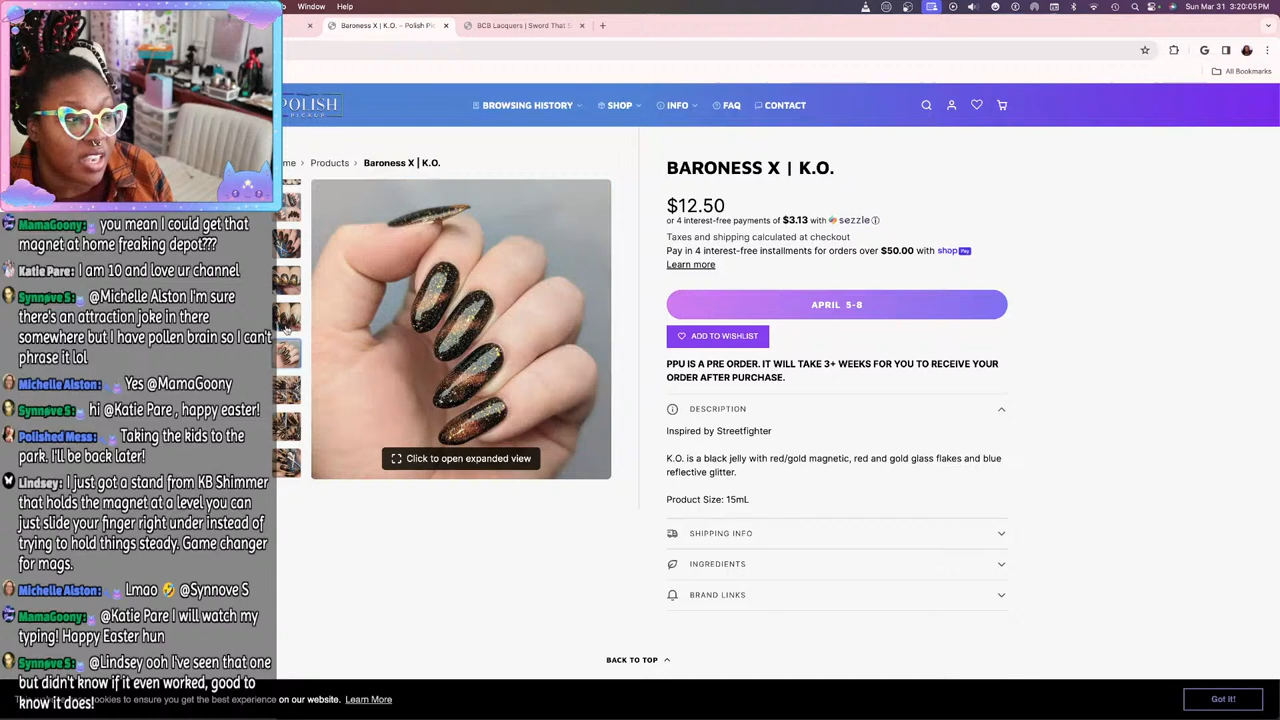 Window
Help
Sun Mar 31 3:20:05 PM
Baroness X | K.O. – Polish Pic
BCB Lacquers | Sword That S
All Bookmarks
POLISH
PICKUP
BROWSING HISTORY
SHOP
INFO
FAQ
CONTACT
me > Products > Baroness X | K.O.
BARONESS X | K.O.
$12.50
or 4 interest-free payments of $3.13 with sezzle
Taxes and shipping calculated at checkout
Pay in 4 interest-free installments for orders over $50.00 with shop Pay
Learn more
APRIL 5-8
ADD TO WISHLIST
PPU IS A PRE ORDER. IT WILL TAKE 3+ WEEKS FOR YOU TO RECEIVE YOUR
ORDER AFTER PURCHASE.
DESCRIPTION
Inspired by Streetfighter
K.O. is a black jelly with red/gold magnetic, red and gold glass flakes and blue
reflective glitter.
Product Size: 15mL
SHIPPING INFO
INGREDIENTS
BRAND LINKS
Click to open expanded view
BACK TO TOP
MamaGoony: you mean I could get that
magnet at home freaking depot???
Katie Pare: I am 10 and love ur channel
Synnove S: @Michelle Alston I'm sure
there's an attraction joke in there
somewhere but I have pollen brain so I can't
phrase it lol
Michelle Alston: Yes @MamaGoony
Synnove S: hi @Katie Pare , happy easter!
Polished Mess: Taking the kids to the
park. I'll be back later!
Lindsey: I just got a stand from KB Shimmer
that holds the magnet at a level you can
just slide your finger right under instead of
trying to hold things steady. Game changer
for mags.
Michelle Alston: Lmao 🤣 @Synnove S
MamaGoony: @Katie Pare I will watch my
typing! Happy Easter hun
Synnove S: @Lindsey ooh I've seen that one
but didn't know if it even worked, good to
know it does!
cookies to ensure you get the best experience on our website. Learn More
Got it!